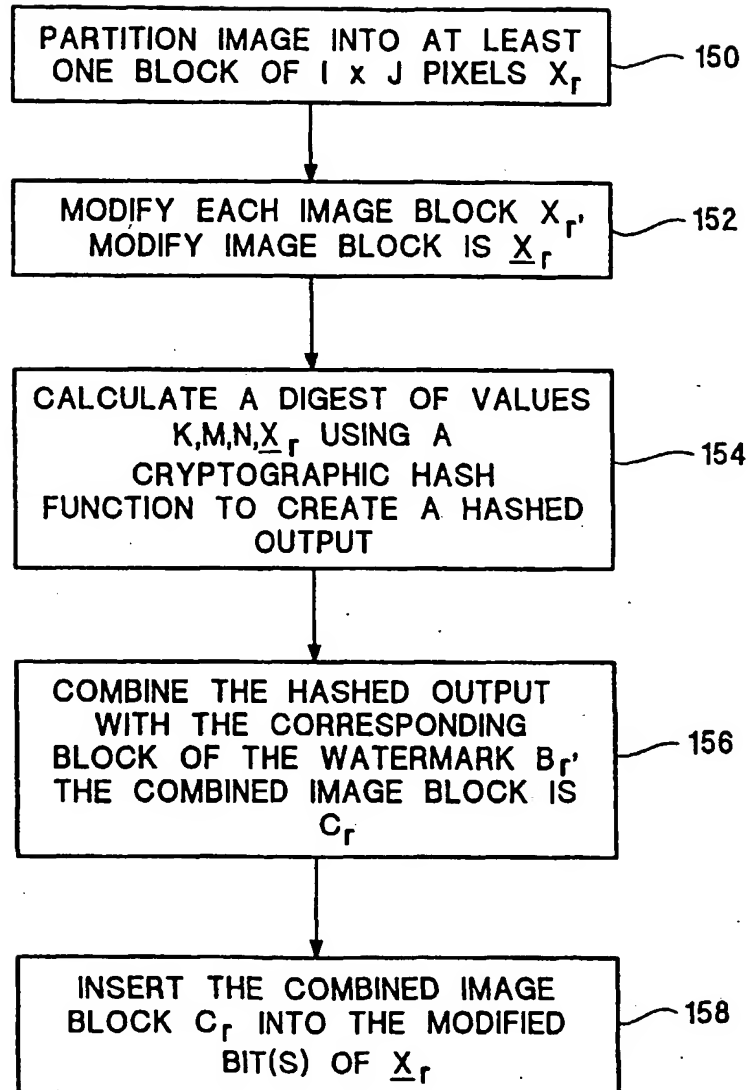 PARTITION IMAGE INTO AT LEAST
ONE BLOCK OF I x J PIXELS Xr
150
MODIFY EACH IMAGE BLOCK Xr,
MODIFY IMAGE BLOCK IS X̲r
152
CALCULATE A DIGEST OF VALUES
K,M,N,X̲r USING A
CRYPTOGRAPHIC HASH
FUNCTION TO CREATE A HASHED
OUTPUT
154
COMBINE THE HASHED OUTPUT
WITH THE CORRESPONDING
BLOCK OF THE WATERMARK Br,
THE COMBINED IMAGE BLOCK IS
Cr
156
INSERT THE COMBINED IMAGE
BLOCK Cr INTO THE MODIFIED
BIT(S) OF X̲r
158